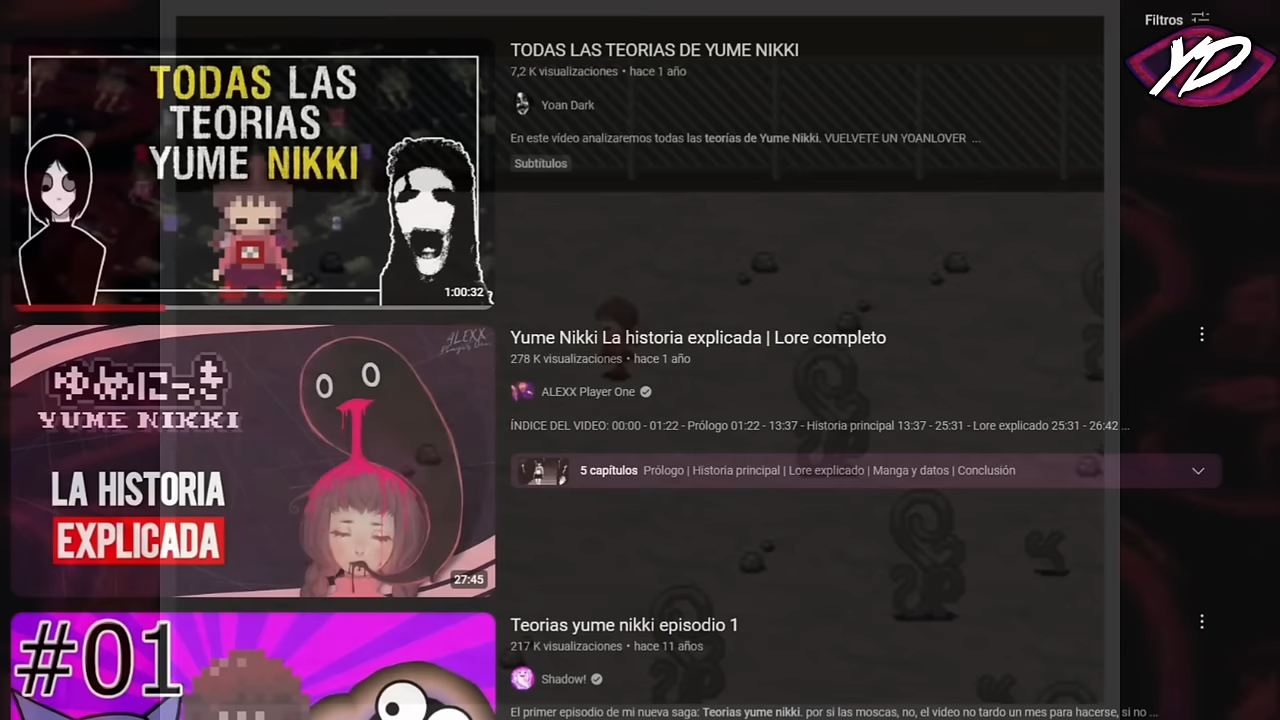 Filtros
YD
TODAS LAS
TEORIAS
YUME NIKKI
1:00:32
TODAS LAS TEORIAS DE YUME NIKKI
7,2 K visualizaciones • hace 1 año
Yoan Dark
En este vídeo analizaremos todas las teorías de Yume Nikki. VUELVETE UN YOANLOVER ...
Subtítulos
ALEXX
ゆめにっき
YUME NIKKI
LA HISTORIA
EXPLICADA
27:45
Yume Nikki La historia explicada | Lore completo
278 K visualizaciones • hace 1 año
ALEXX Player One
ÍNDICE DEL VIDEO: 00:00 - 01:22 - Prólogo 01:22 - 13:37 - Historia principal 13:37 - 25:31 - Lore explicado 25:31 - 26:42 ...
5 capítulos Prólogo | Historia principal | Lore explicado | Manga y datos | Conclusión
#01
Teorias yume nikki episodio 1
217 K visualizaciones • hace 11 años
Shadow!
El primer episodio de mi nueva saga: Teorias yume nikki. por si las moscas, no, el video no tardo un mes para hacerse, si no ...